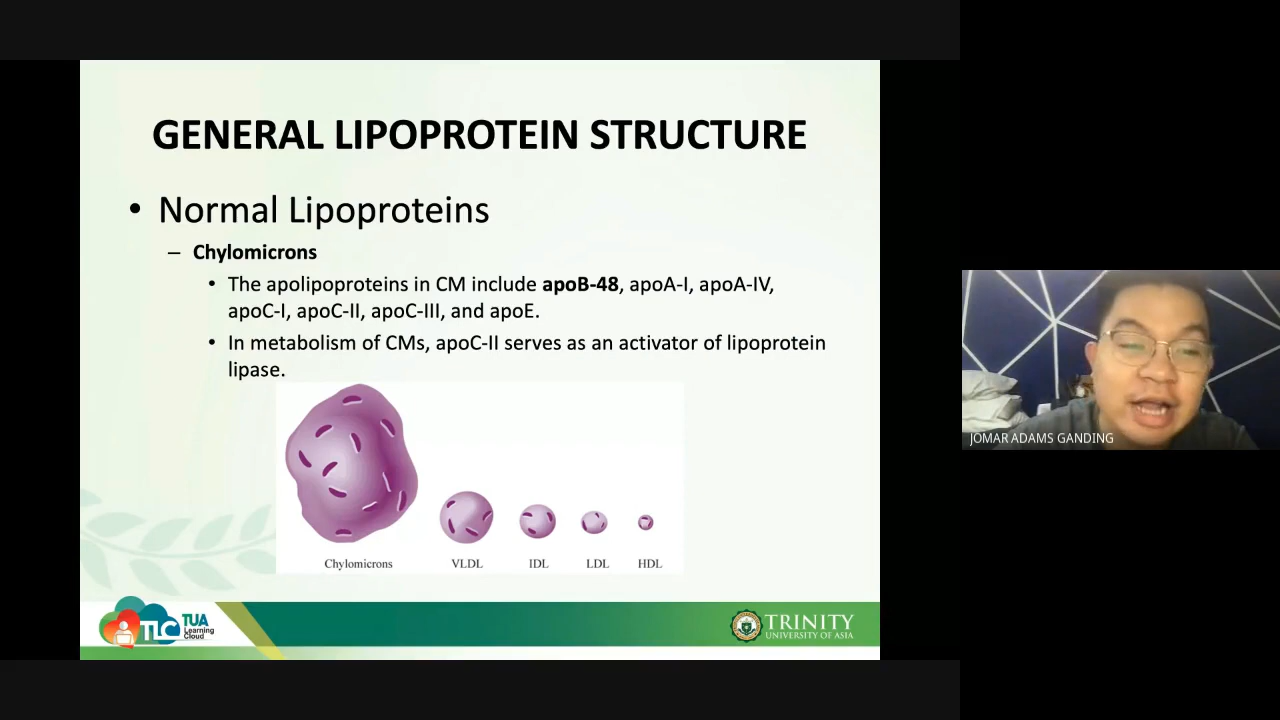 GENERAL LIPOPROTEIN STRUCTURE
• Normal Lipoproteins
– Chylomicrons
• The apolipoproteins in CM include apoB-48, apoA-I, apoA-IV,
apoC-I, apoC-II, apoC-III, and apoE.
• In metabolism of CMs, apoC-II serves as an activator of lipoprotein
lipase.
Chylomicrons VLDL IDL LDL HDL
TLC TUA
Learning
Cloud
TRINITY
UNIVERSITY OF ASIA
JOMAR ADAMS GANDING